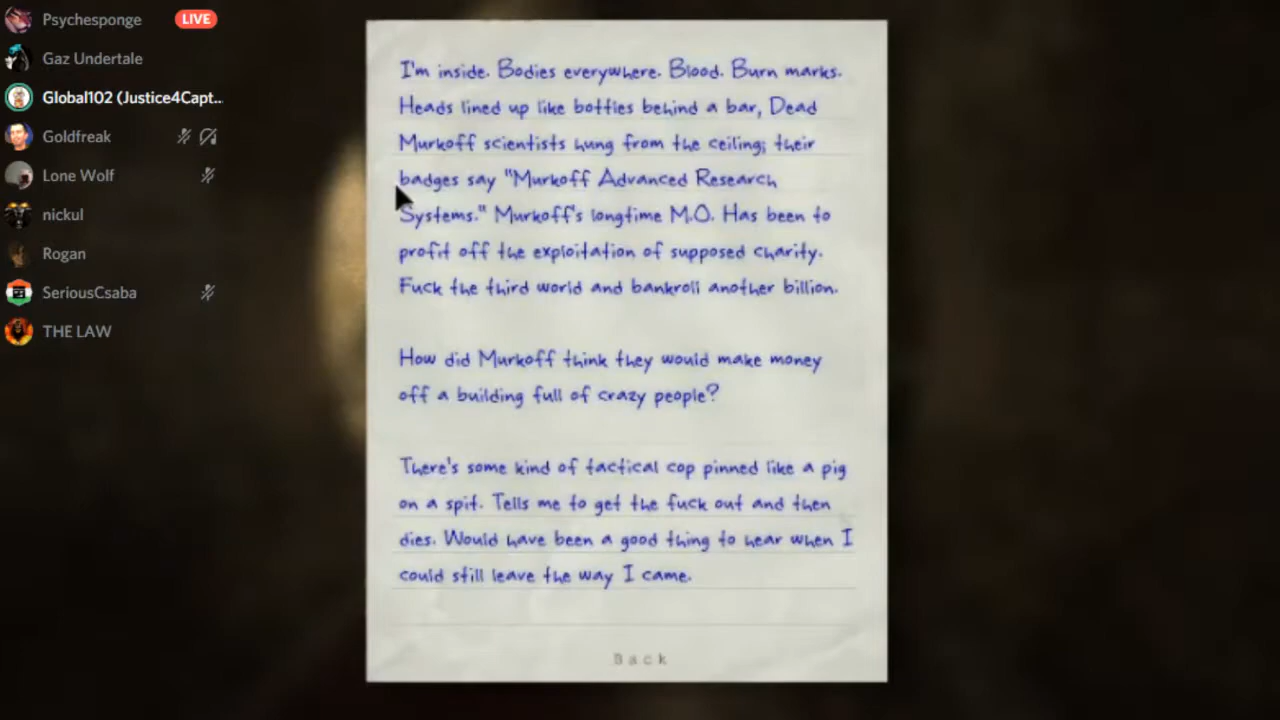 Psychesponge LIVE
Gaz Undertale
Global102 (Justice4Capt...
Goldfreak
Lone Wolf
nickul
Rogan
SeriousCsaba
THE LAW
I'm inside. Bodies everywhere. Blood. Burn marks.
Heads lined up like bottles behind a bar, Dead
Murkoff scientists hung from the ceiling; their
badges say "Murkoff Advanced Research
Systems." Murkoff's longtime M.O. Has been to
profit off the exploitation of supposed charity.
Fuck the third world and bankroll another billion.
How did Murkoff think they would make money
off a building full of crazy people?
There's some kind of tactical cop pinned like a pig
on a spit. Tells me to get the fuck out and then
dies. Would have been a good thing to hear when I
could still leave the way I came.
Back